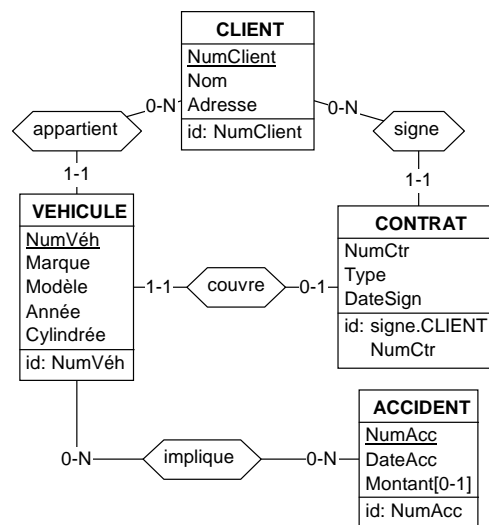 CLIENT
NumClient
Nom
Adresse
id: NumClient
0-N
0-N
appartient
signe
1-1
1-1
VEHICULE
NumVéh
Marque
Modèle
Année
Cylindrée
id: NumVéh
1-1
couvre
0-1
CONTRAT
NumCtr
Type
DateSign
id: signe.CLIENT
NumCtr
0-N
implique
0-N
ACCIDENT
NumAcc
DateAcc
Montant[0-1]
id: NumAcc